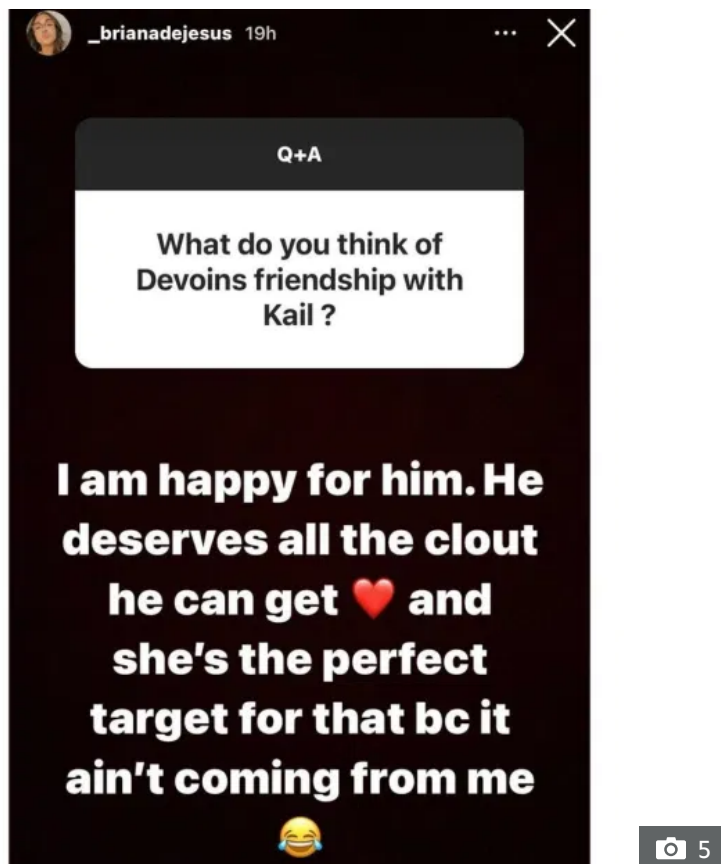 _brianadejesus 19h
Q+A
What do you think of
Devoins friendship with
Kail ?
I am happy for him. He
deserves all the clout
he can get ❤️ and
she's the perfect
target for that bc it
ain't coming from me
😂
5